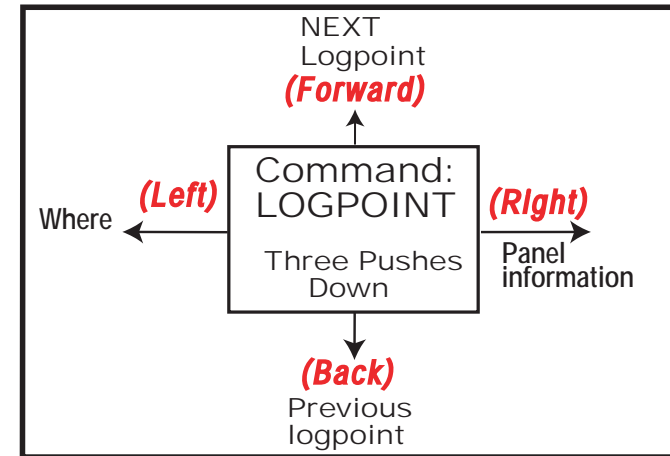 NEXT
Logpoint
(Forward)
Command:
LOGPOINT
Three Pushes
Down
(Left)
Where
(RIght)
Panel
information
(Back)
Previous
logpoint